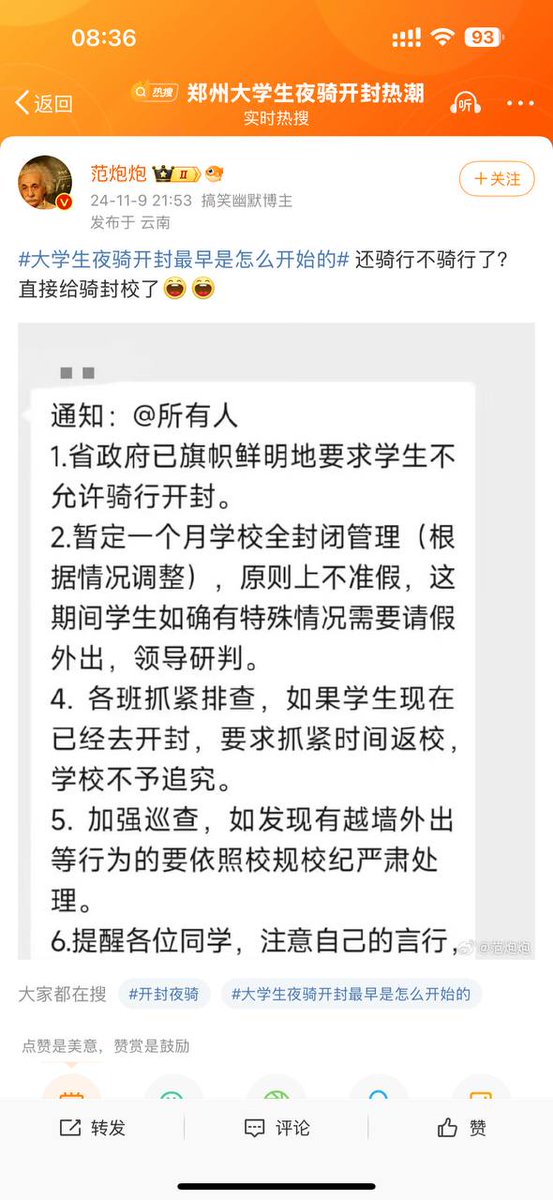 08:36
93
返回
热搜
郑州大学生夜骑开封热潮
听
实时热搜
范炮炮
II
+关注
24-11-9 21:53 搞笑幽默博主
发布于 云南
#大学生夜骑开封最早是怎么开始的# 还骑行不骑行了?
直接给骑封校了
通知：@所有人
1.省政府已旗帜鲜明地要求学生不
允许骑行开封。
2.暂定一个月学校全封闭管理（根
据情况调整），原则上不准假，这
期间学生如确有特殊情况需要请假
外出，领导研判。
4. 各班抓紧排查，如果学生现在
已经去开封，要求抓紧时间返校，
学校不予追究。
5. 加强巡查，如发现有越墙外出
等行为的要依照校规校纪严肃处
理。
6.提醒各位同学，注意自己的言行，
@范炮炮
大家都在搜 #开封夜骑 #大学生夜骑开封最早是怎么开始的
点赞是美意，赞赏是鼓励
转发 评论 赞